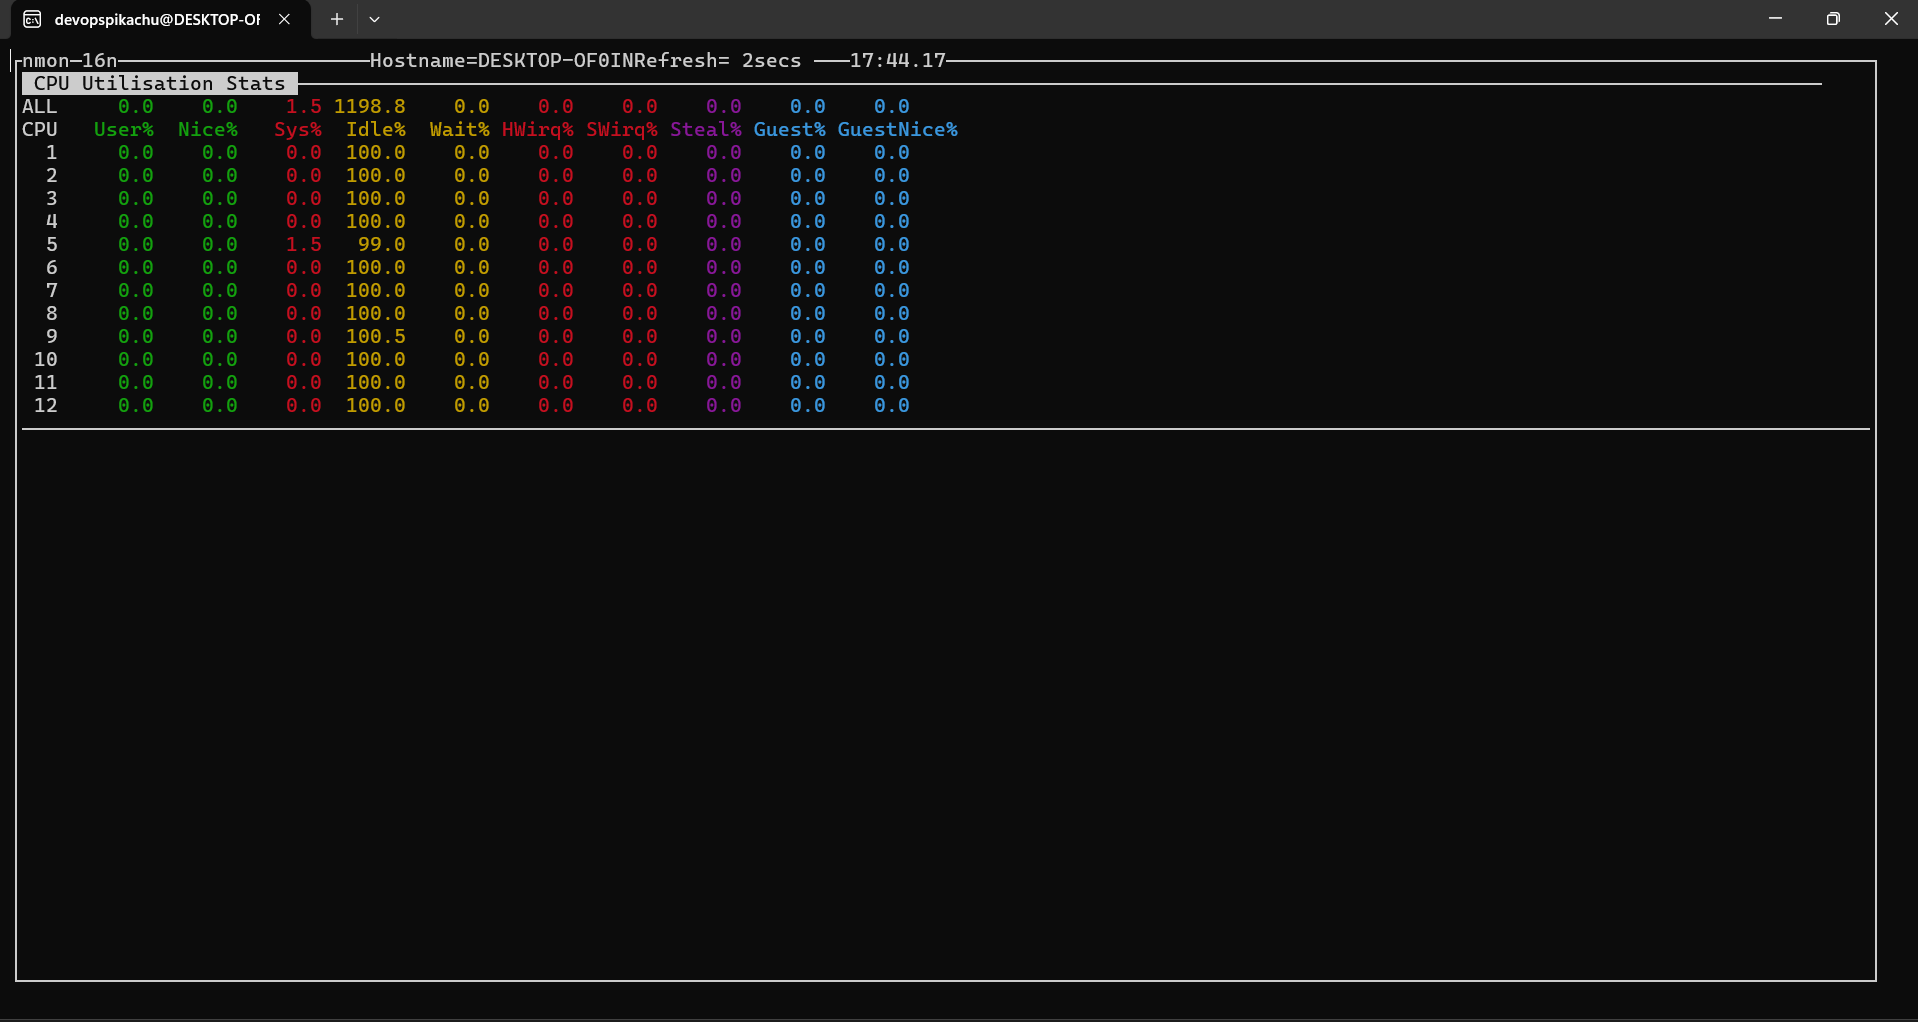 devopspikachu@DESKTOP-OF
nmon-16n Hostname=DESKTOP-OF0INRefresh= 2secs 17:44.17
CPU Utilisation Stats
ALL 0.0 0.0 1.5 1198.8 0.0 0.0 0.0 0.0 0.0 0.0
CPU User% Nice% Sys% Idle% Wait% HWirq% SWirq% Steal% Guest% GuestNice%
1 0.0 0.0 0.0 100.0 0.0 0.0 0.0 0.0 0.0 0.0
2 0.0 0.0 0.0 100.0 0.0 0.0 0.0 0.0 0.0 0.0
3 0.0 0.0 0.0 100.0 0.0 0.0 0.0 0.0 0.0 0.0
4 0.0 0.0 0.0 100.0 0.0 0.0 0.0 0.0 0.0 0.0
5 0.0 0.0 1.5 99.0 0.0 0.0 0.0 0.0 0.0 0.0
6 0.0 0.0 0.0 100.0 0.0 0.0 0.0 0.0 0.0 0.0
7 0.0 0.0 0.0 100.0 0.0 0.0 0.0 0.0 0.0 0.0
8 0.0 0.0 0.0 100.0 0.0 0.0 0.0 0.0 0.0 0.0
9 0.0 0.0 0.0 100.5 0.0 0.0 0.0 0.0 0.0 0.0
10 0.0 0.0 0.0 100.0 0.0 0.0 0.0 0.0 0.0 0.0
11 0.0 0.0 0.0 100.0 0.0 0.0 0.0 0.0 0.0 0.0
12 0.0 0.0 0.0 100.0 0.0 0.0 0.0 0.0 0.0 0.0